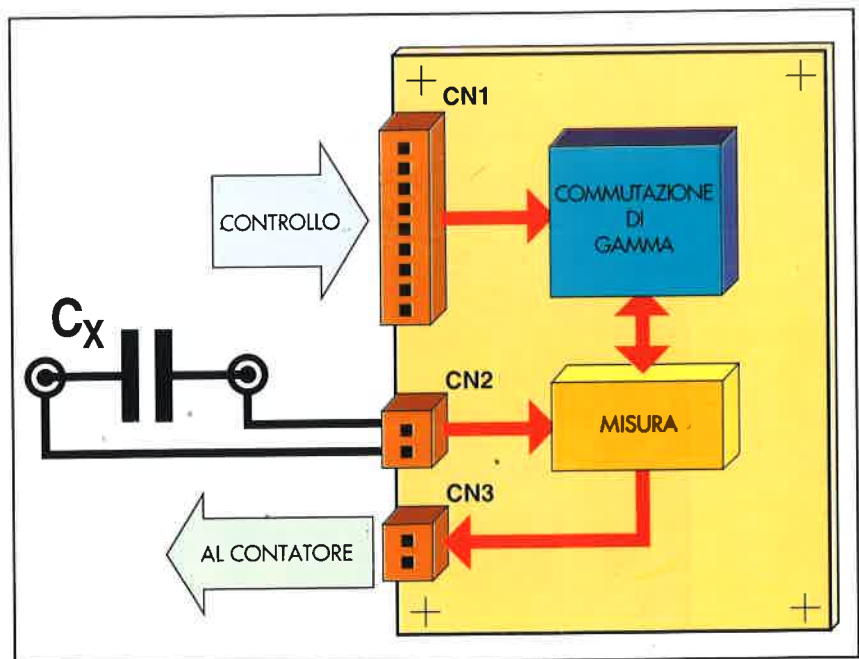 CN1
CONTROLLO
COMMUTAZIONE
DI
GAMMA
CX
CN2
MISURA
CN3
AL CONTATORE